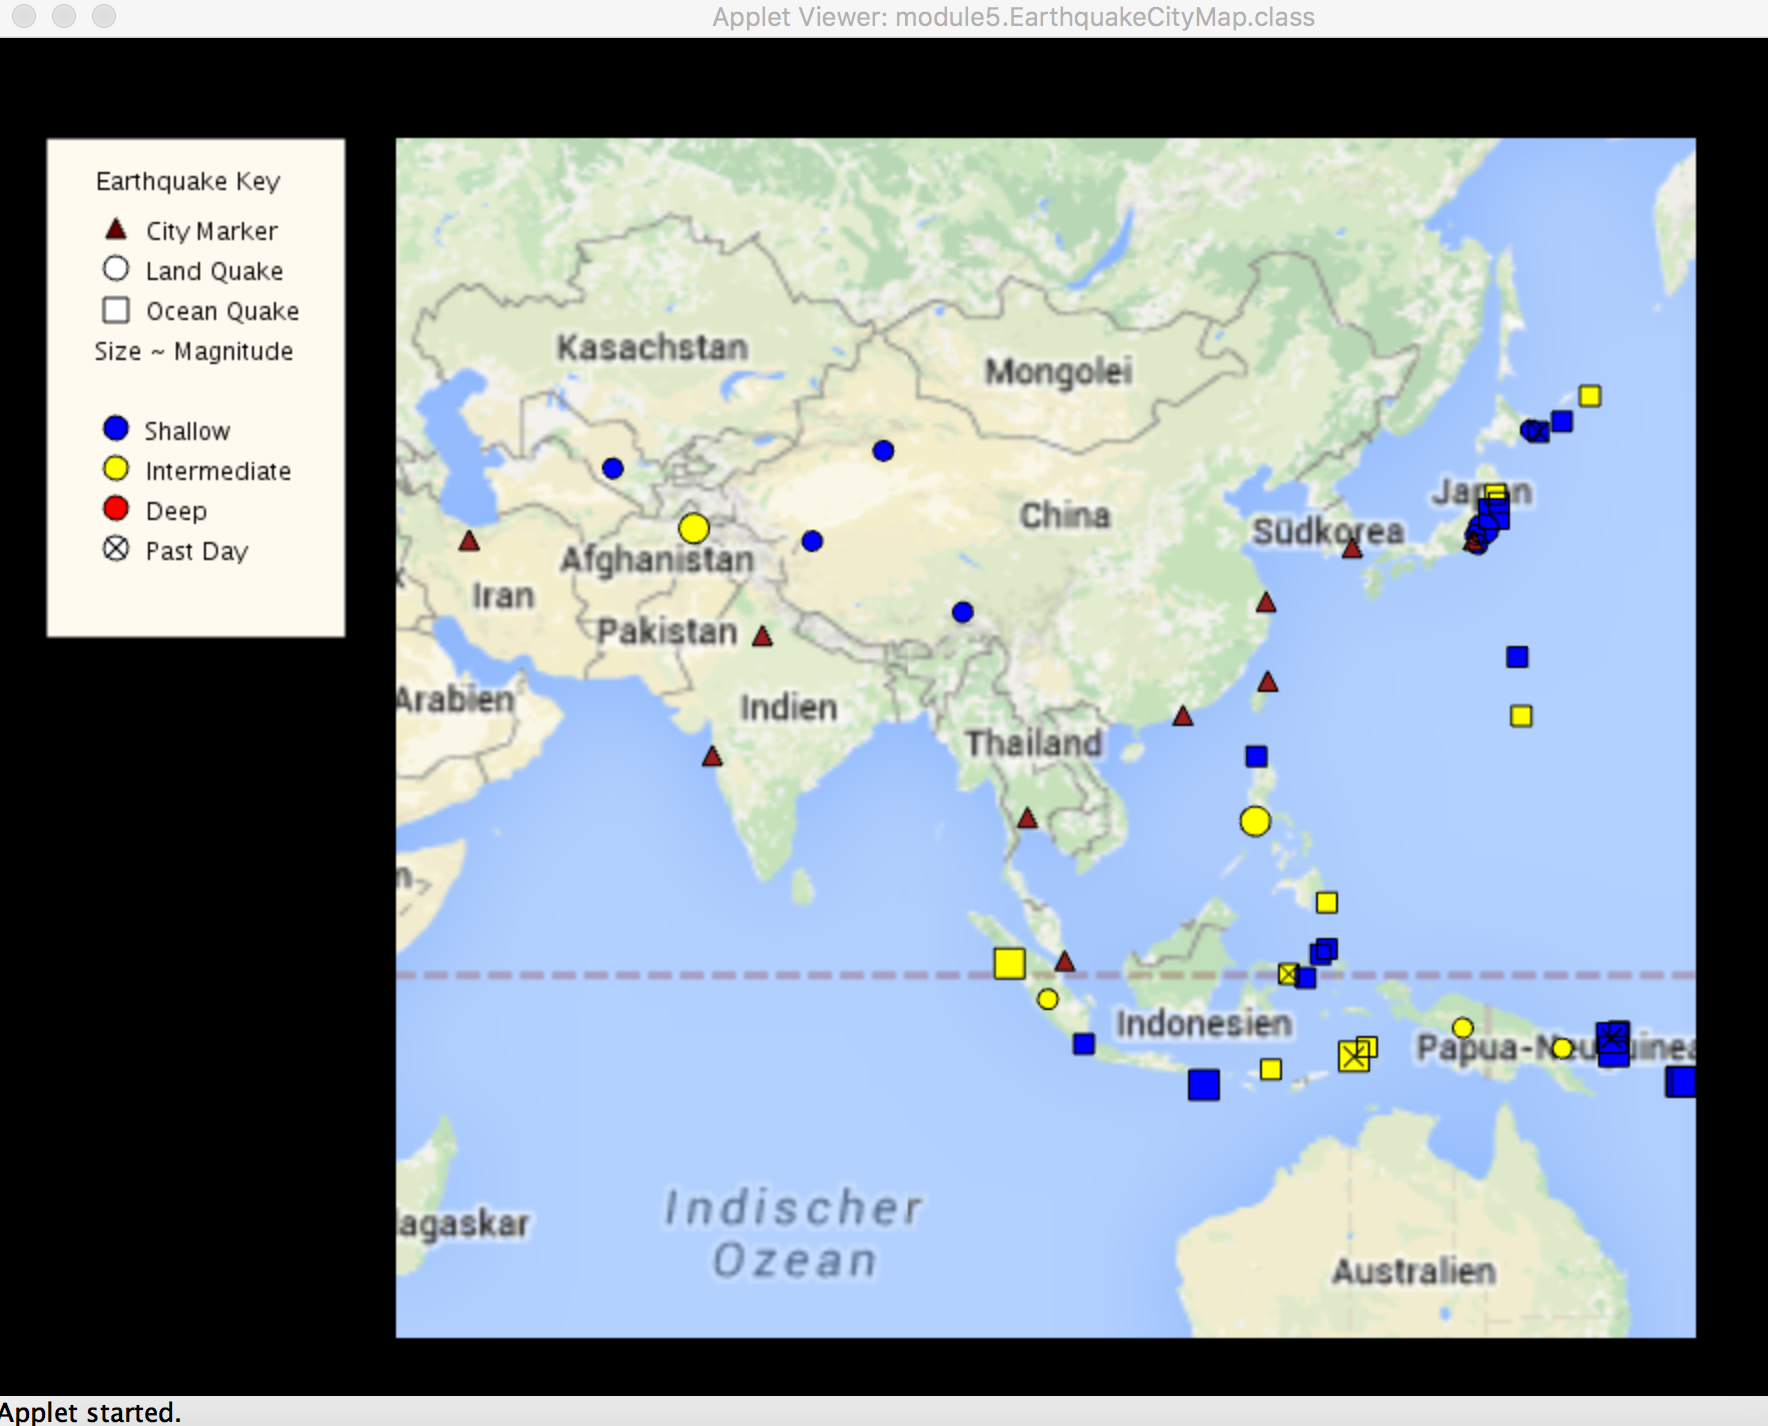 Applet Viewer: module5.EarthquakeCityMap.class
Earthquake Key
City Marker
Land Quake
Ocean Quake
Size ~ Magnitude
Shallow
Intermediate
Deep
Past Day
Kasachstan
Mongolei
Japan
China
Südkorea
Afghanistan
Iran
Pakistan
Arabien
Indien
Thailand
Indonesien
Papua-Neuguinea
Indischer
Ozean
agaskar
Australien
Applet started.